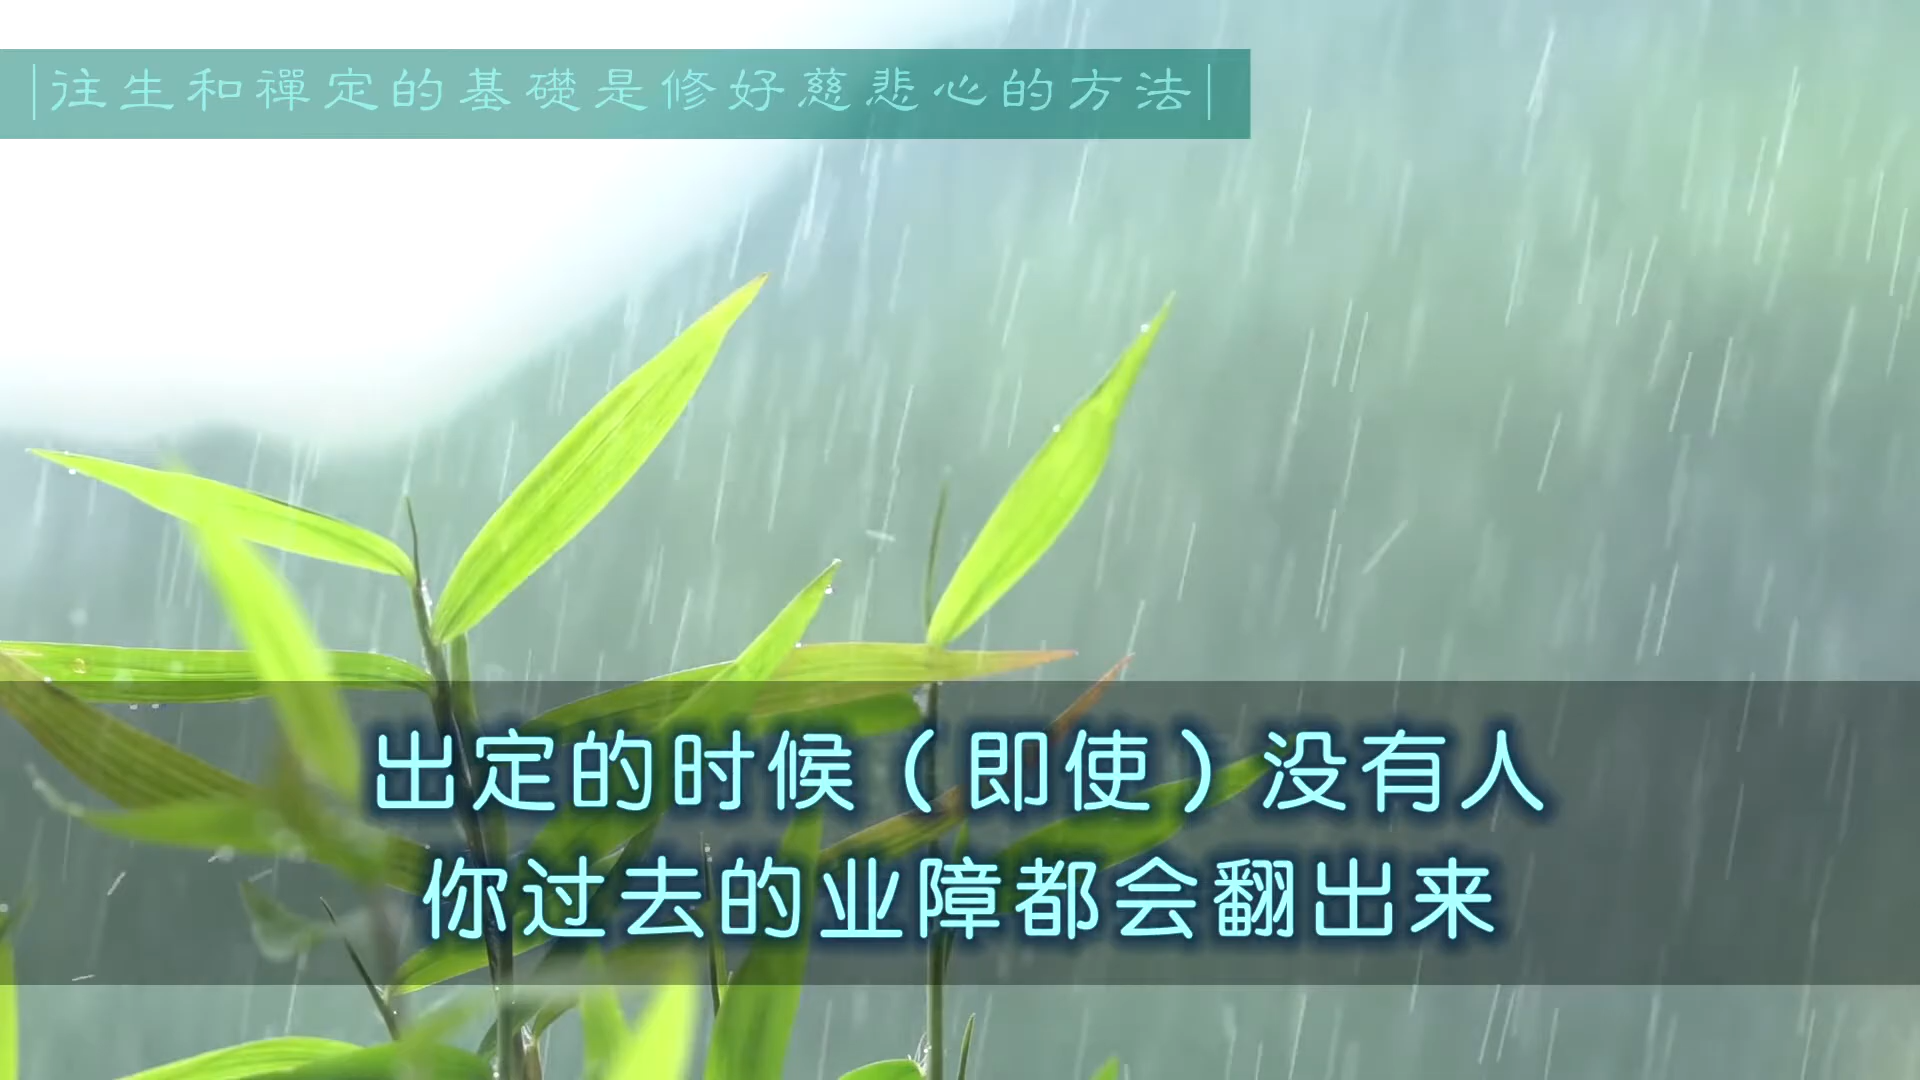 |往生和禪定的基礎是修好慈悲心的方法|
出定的时候（即使）没有人
你过去的业障都会翻出来